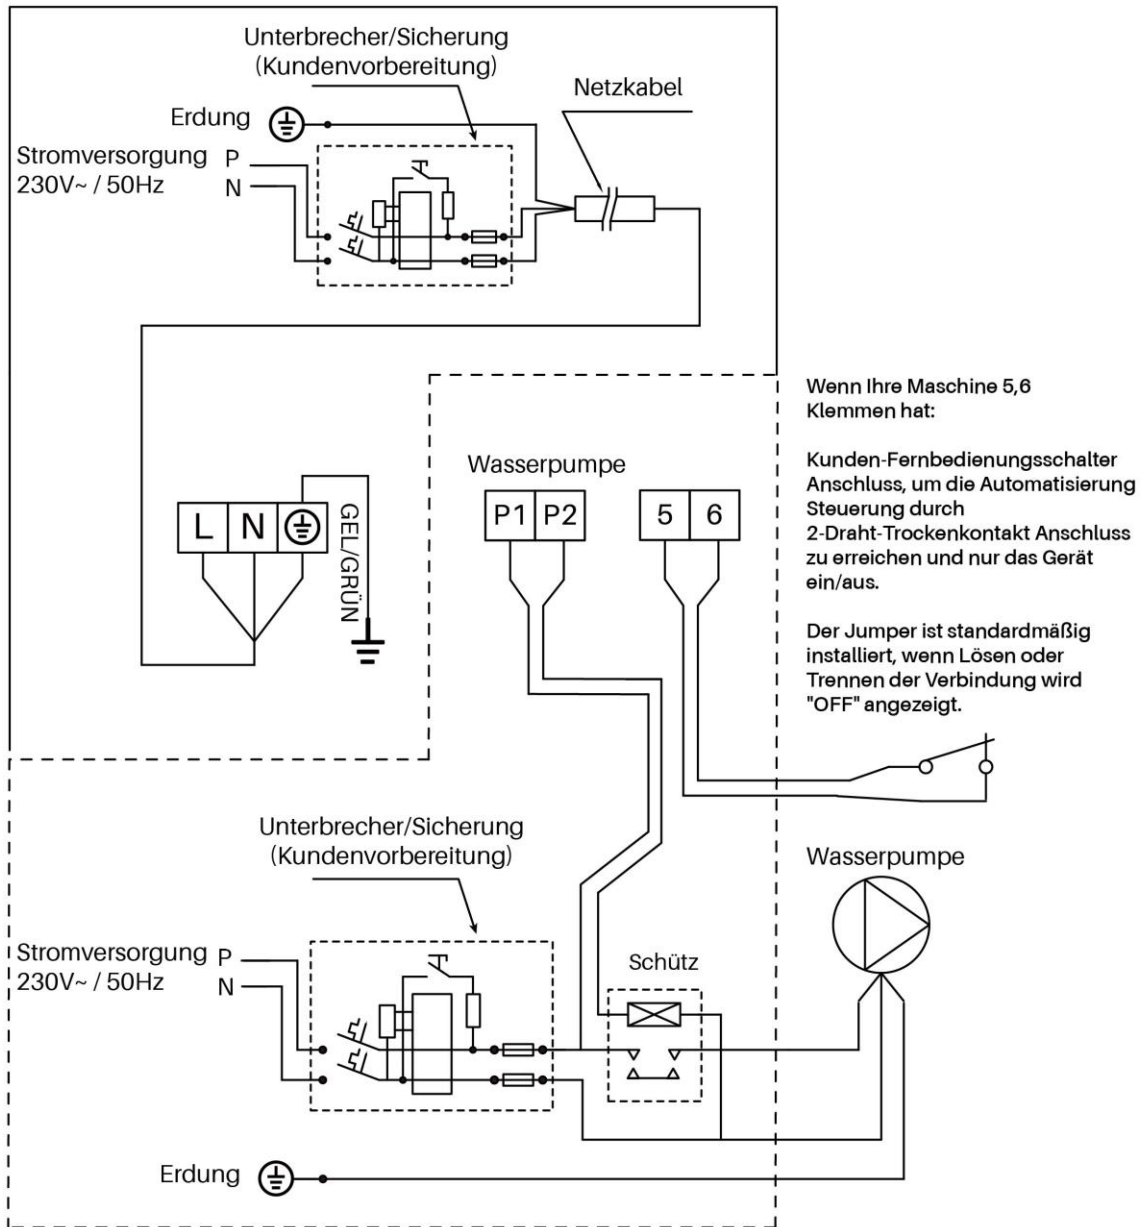 Unterbrecher/Sicherung
(Kundenvorbereitung)
Netzkabel
Erdung
Stromversorgung P
230V~ / 50Hz N
Wenn Ihre Maschine 5,6
Klemmen hat:
Kunden-Fernbedienungsschalter
Anschluss, um die Automatisierung
Steuerung durch
2-Draht-Trockenkontakt Anschluss
zu erreichen und nur das Gerät
ein/aus.
Der Jumper ist standardmäßig
installiert, wenn Lösen oder
Trennen der Verbindung wird
"OFF" angezeigt.
Wasserpumpe
P1 P2
5 6
L N
GEL/GRÜN
Unterbrecher/Sicherung
(Kundenvorbereitung)
Wasserpumpe
Stromversorgung P
230V~ / 50Hz N
Schütz
Erdung